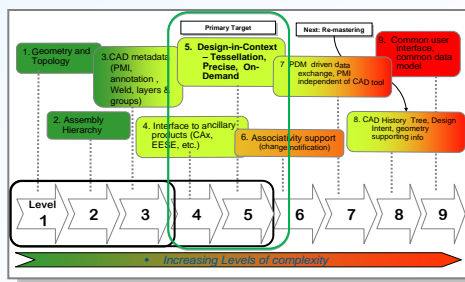 Primary Target
Next: Re-mastering
1. Geometry and
Topology
3.CAD metadata
(PMI,
annotation ,
Weld, layers &
groups)
5. Design-in-Context
– Tessellation,
Precise, On-
Demand
7. PDM driven data
exchange, PMI
independent of CAD tool
9. Common user
Interface,
common data
model
2. Assembly
Hierarchy
4. Interface to ancillary
products (CAx,
EESE, etc.)
6. Associativity support
(change notification)
8. CAD History Tree, Design
Intent, geometry
supporting info
Level
1
2
3
4
5
6
7
8
9
• Increasing Levels of complexity